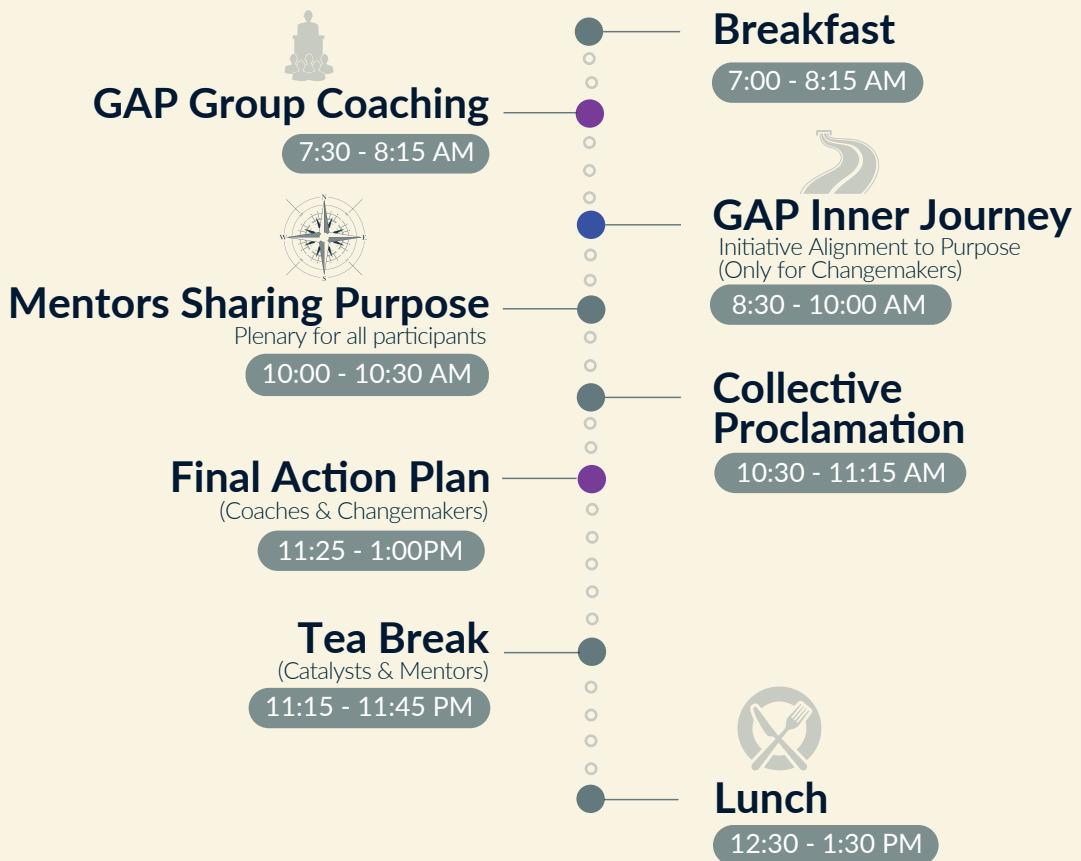 Breakfast
7:00 - 8:15 AM
GAP Group Coaching
7:30 - 8:15 AM
GAP Inner Journey
Initiative Alignment to Purpose
(Only for Changemakers)
8:30 - 10:00 AM
N
W
E
S
Mentors Sharing Purpose
Plenary for all participants
10:00 - 10:30 AM
Collective
Proclamation
10:30 - 11:15 AM
Final Action Plan
(Coaches & Changemakers)
11:25 - 1:00PM
Tea Break
(Catalysts & Mentors)
11:15 - 11:45 PM
Lunch
12:30 - 1:30 PM